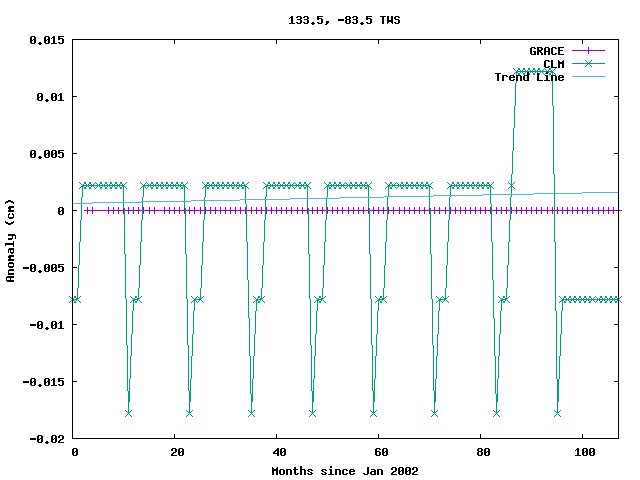 133.5, -83.5 TWS
0.015
0.01
0.005
0
-0.005
-0.01
-0.015
-0.02
Anomaly (cm)
GRACE
CLM
Trend Line
0
20
40
60
80
100
Months since Jan 2002